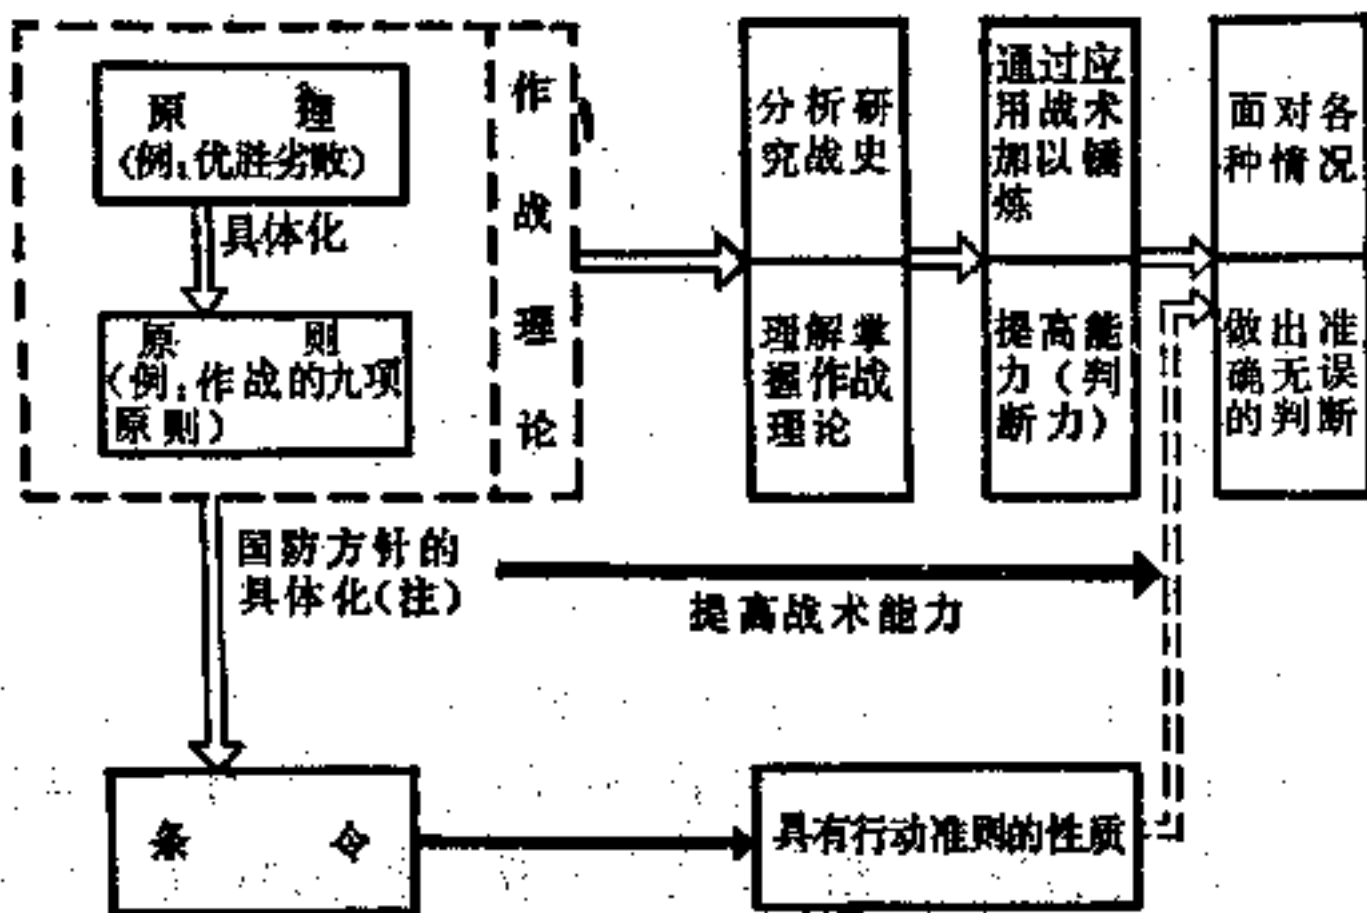 原 理
(例:优胜劣败)
具体化
原 则
(例:作战的九项
原则)
作
战
理
论
分析研
究战史
理解掌
握作战
理论
通过应
用战术
加以锤
炼
提高能
力(判
断力)
面对各
种情况
做出准
确无误
的判断
国防方针的
具体化(注)
提高战术能力
条 令
具有行动准则的性质